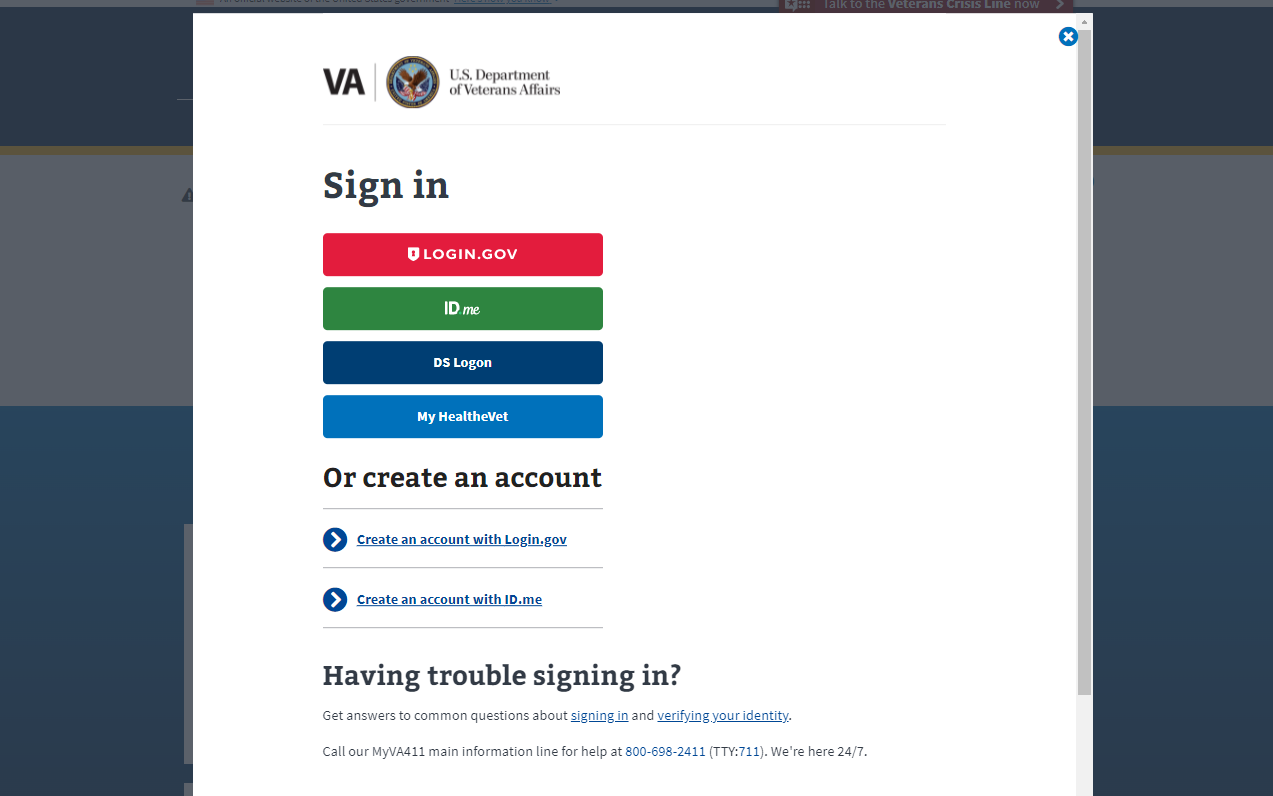 Talk to the Veterans Crisis Line now
VA
U.S. Department
of Veterans Affairs
Sign in
LOGIN.GOV
ID.me
DS Logon
My HealtheVet
Or create an account
Create an account with Login.gov
Create an account with ID.me
Having trouble signing in?
Get answers to common questions about signing in and verifying your identity.
Call our MyVA411 main information line for help at 800-698-2411 (TTY:711). We're here 24/7.